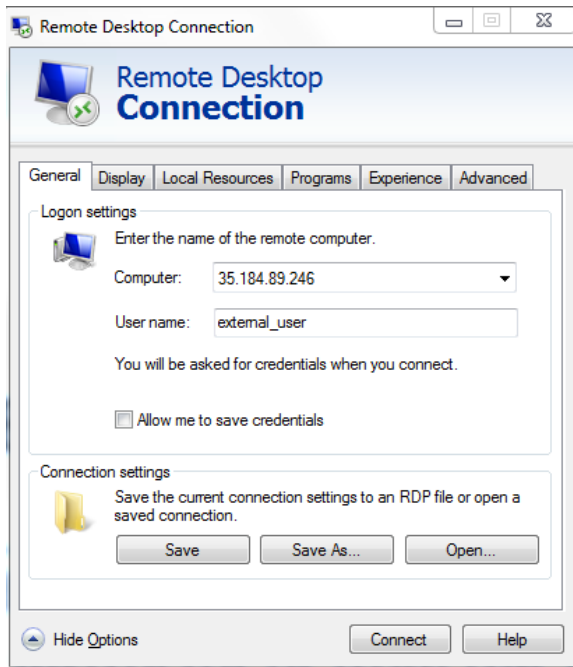 Remote Desktop Connection
Remote Desktop
Connection
General Display Local Resources Programs Experience Advanced
Logon settings
Enter the name of the remote computer.
Computer: 35.184.89.246
User name: external_user
You will be asked for credentials when you connect.
Allow me to save credentials
Connection settings
Save the current connection settings to an RDP file or open a
saved connection.
Save Save As... Open...
Hide Options Connect Help